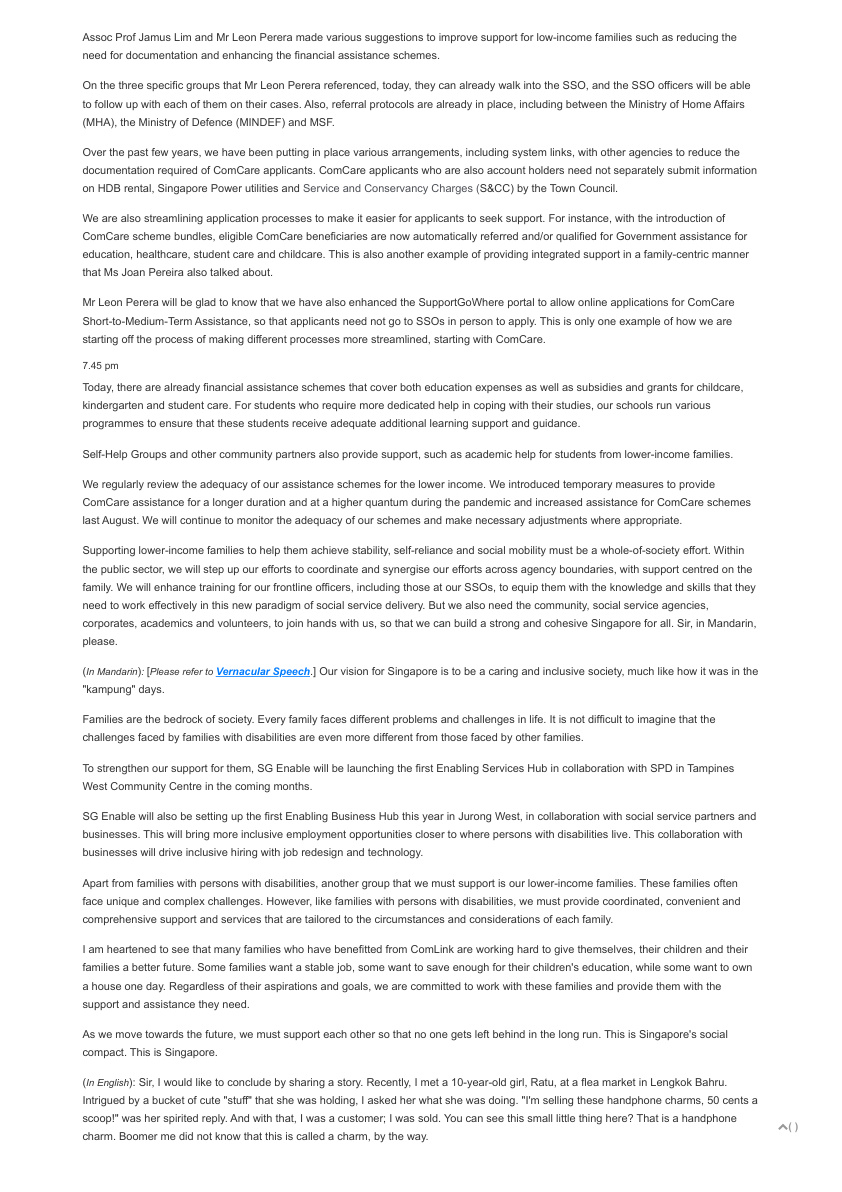 Assoc Prof Jamus Lim and Mr Leon Perera made various suggestions to improve support for low-income families such as reducing the
need for documentation and enhancing the financial assistance schemes.
On the three specific groups that Mr Leon Perera referenced, today, they can already walk into the SSO, and the SSO officers will be able
to follow up with each of them on their cases. Also, referral protocols are already in place, including between the Ministry of Home Affairs
(MHA), the Ministry of Defence (MINDEF) and MSF.
Over the past few years, we have been putting in place various arrangements, including system links, with other agencies to reduce the
documentation required of ComCare applicants. ComCare applicants who are also account holders need not separately submit information
on HDB rental, Singapore Power utilities and Service and Conservancy Charges (S&CC) by the Town Council.
We are also streamlining application processes to make it easier for applicants to seek support. For instance, with the introduction of
ComCare scheme bundles, eligible ComCare beneficiaries are now automatically referred and/or qualified for Government assistance for
education, healthcare, student care and childcare. This is also another example of providing integrated support in a family-centric manner
that Ms Joan Pereira also talked about.
Mr Leon Perera will be glad to know that we have also enhanced the SupportGoWhere portal to allow online applications for ComCare
Short-to-Medium-Term Assistance, so that applicants need not go to SSOs in person to apply. This is only one example of how we are
starting off the process of making different processes more streamlined, starting with ComCare.
7.45 pm
Today, there are already financial assistance schemes that cover both education expenses as well as subsidies and grants for childcare,
kindergarten and student care. For students who require more dedicated help in coping with their studies, our schools run various
programmes to ensure that these students receive adequate additional learning support and guidance.
Self-Help Groups and other community partners also provide support, such as academic help for students from lower-income families.
We regularly review the adequacy of our assistance schemes for the lower income. We introduced temporary measures to provide
ComCare assistance for a longer duration and at a higher quantum during the pandemic and increased assistance for ComCare schemes
last August. We will continue to monitor the adequacy of our schemes and make necessary adjustments where appropriate.
Supporting lower-income families to help them achieve stability, self-reliance and social mobility must be a whole-of-society effort. Within
the public sector, we will step up our efforts to coordinate and synergise our efforts across agency boundaries, with support centred on the
family. We will enhance training for our frontline officers, including those at our SSOs, to equip them with the knowledge and skills that they
need to work effectively in this new paradigm of social service delivery. But we also need the community, social service agencies,
corporates, academics and volunteers, to join hands with us, so that we can build a strong and cohesive Singapore for all. Sir, in Mandarin,
please.
(In Mandarin): [Please refer to Vernacular Speech.] Our vision for Singapore is to be a caring and inclusive society, much like how it was in the
"kampung" days.
Families are the bedrock of society. Every family faces different problems and challenges in life. It is not difficult to imagine that the
challenges faced by families with disabilities are even more different from those faced by other families.
To strengthen our support for them, SG Enable will be launching the first Enabling Services Hub in collaboration with SPD in Tampines
West Community Centre in the coming months.
SG Enable will also be setting up the first Enabling Business Hub this year in Jurong West, in collaboration with social service partners and
businesses. This will bring more inclusive employment opportunities closer to where persons with disabilities live. This collaboration with
businesses will drive inclusive hiring with job redesign and technology.
Apart from families with persons with disabilities, another group that we must support is our lower-income families. These families often
face unique and complex challenges. However, like families with persons with disabilities, we must provide coordinated, convenient and
comprehensive support and services that are tailored to the circumstances and considerations of each family.
I am heartened to see that many families who have benefitted from ComLink are working hard to give themselves, their children and their
families a better future. Some families want a stable job, some want to save enough for their children's education, while some want to own
a house one day. Regardless of their aspirations and goals, we are committed to work with these families and provide them with the
support and assistance they need.
As we move towards the future, we must support each other so that no one gets left behind in the long run. This is Singapore's social
compact. This is Singapore.
(In English): Sir, I would like to conclude by sharing a story. Recently, I met a 10-year-old girl, Ratu, at a flea market in Lengkok Bahru.
Intrigued by a bucket of cute "stuff" that she was holding, I asked her what she was doing. "I'm selling these handphone charms, 50 cents a
scoop!" was her spirited reply. And with that, I was a customer; I was sold. You can see this small little thing here? That is a handphone
charm. Boomer me did not know that this is called a charm, by the way.
( )